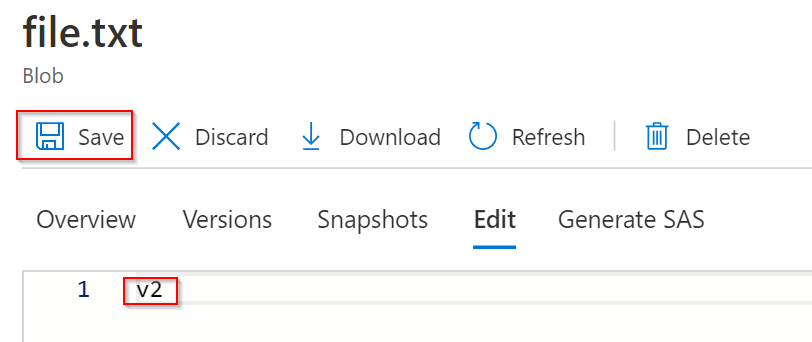 file.txt
Blob
Save Discard Download Refresh Delete
Overview Versions Snapshots Edit Generate SAS
1 v2